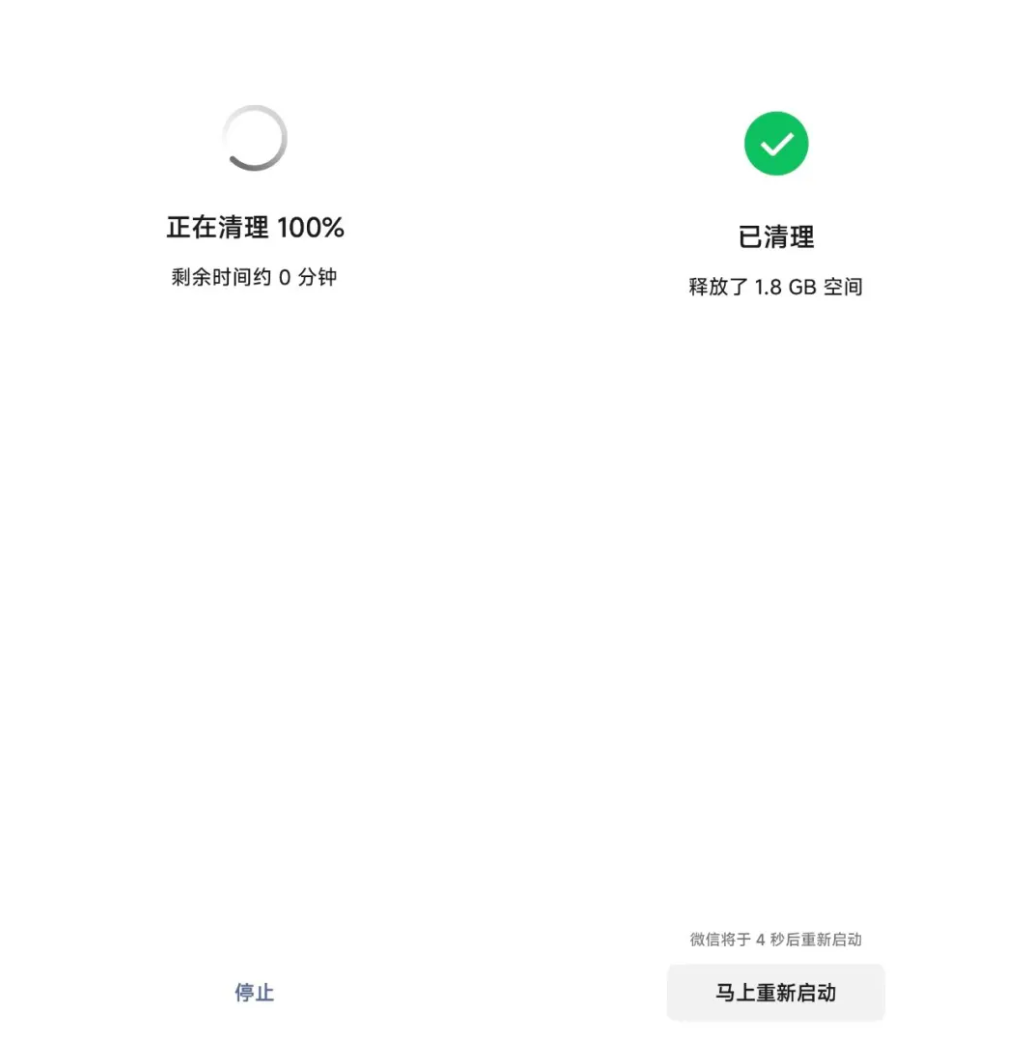 正在清理 100%
剩余时间约 0 分钟
停止
已清理
释放了 1.8 GB 空间
微信将于 4 秒后重新启动
马上重新启动